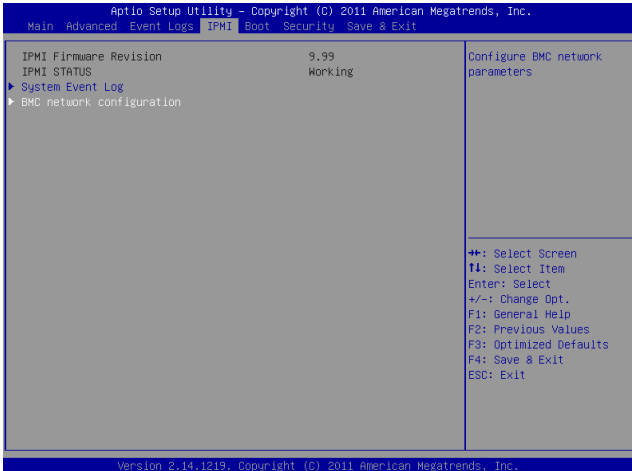 Aptio Setup Utility – Copyright (C) 2011 American Megatrends, Inc.
Main Advanced Event Logs IPMI Boot Security Save & Exit
IPMI Firmware Revision 9.99
IPMI STATUS Working
System Event Log
BMC network configuration
Configure BMC network
parameters
→←: Select Screen
↑↓: Select Item
Enter: Select
+/-: Change Opt.
F1: General Help
F2: Previous Values
F3: Optimized Defaults
F4: Save & Exit
ESC: Exit
Version 2.14.1219. Copyright (C) 2011 American Megatrends, Inc.